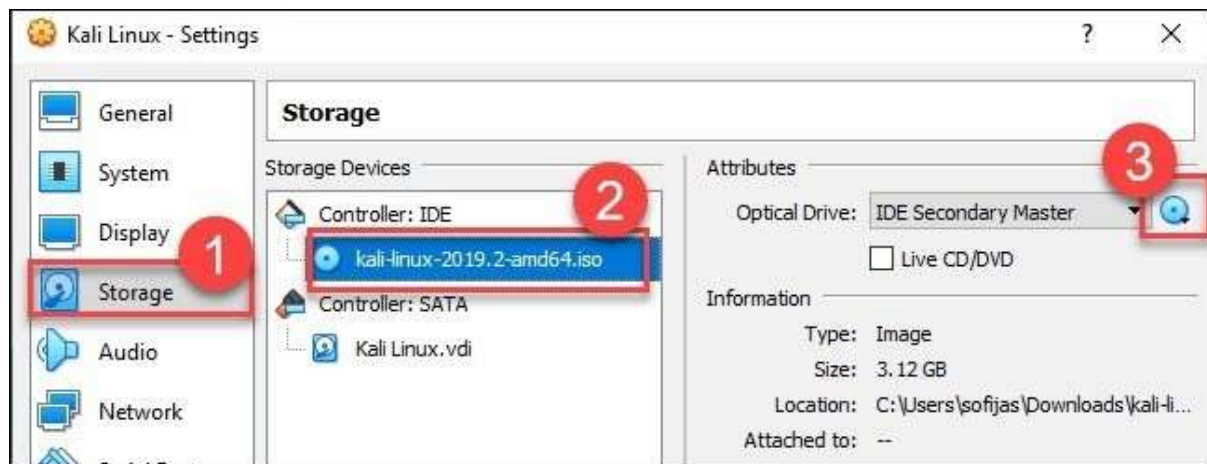 Kali Linux - Settings ? X
General
System
Display
Storage
Audio
Network
1
Storage
Storage Devices
Controller: IDE
2
kali-linux-2019.2-amd64.iso
Controller: SATA
Kali Linux.vdi
Attributes
3
Optical Drive: IDE Secondary Master
Live CD/DVD
Information
Type: Image
Size: 3.12 GB
Location: C:\Users\sofijas\Downloads\kali-li...
Attached to: --